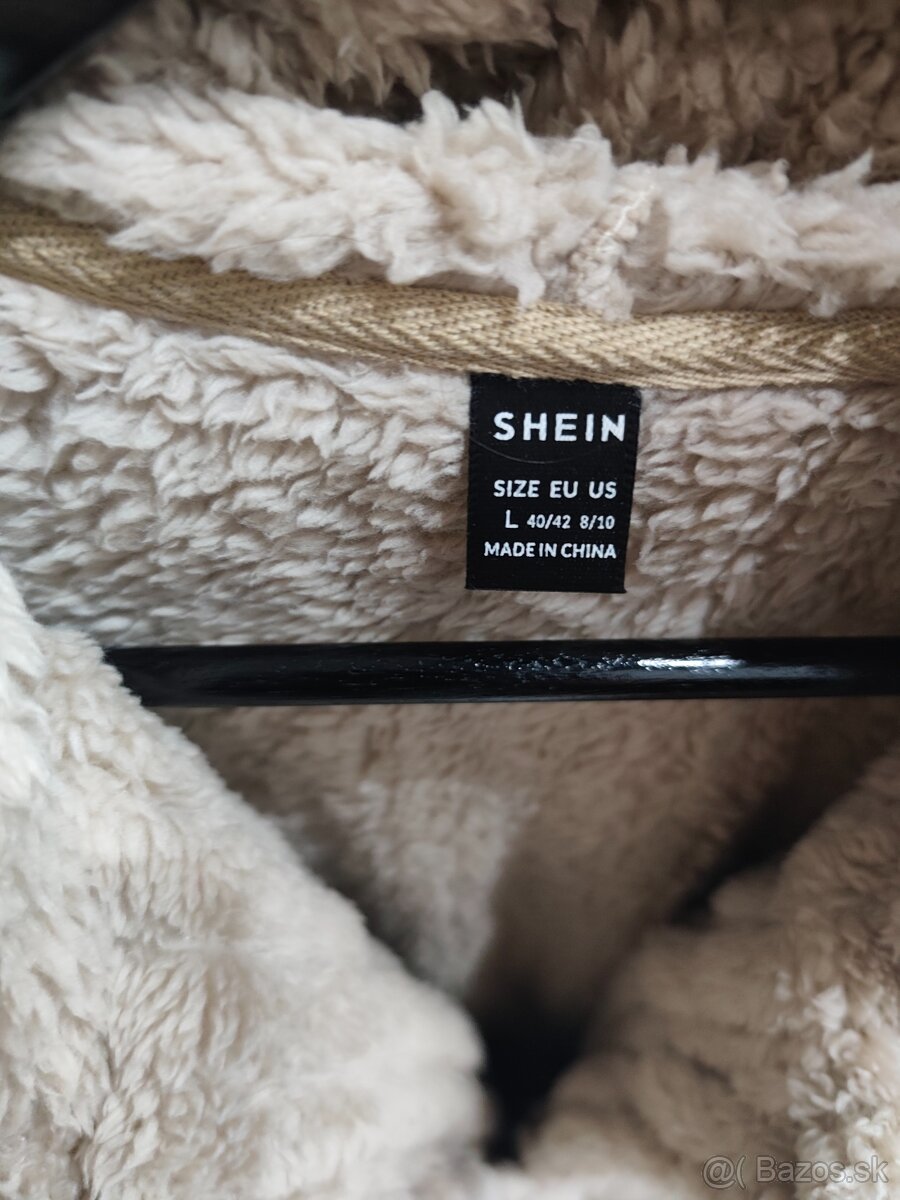 SHEIN
SIZE EU US
L 40/42 8/10
MADE IN CHINA
@( Bazos.sk